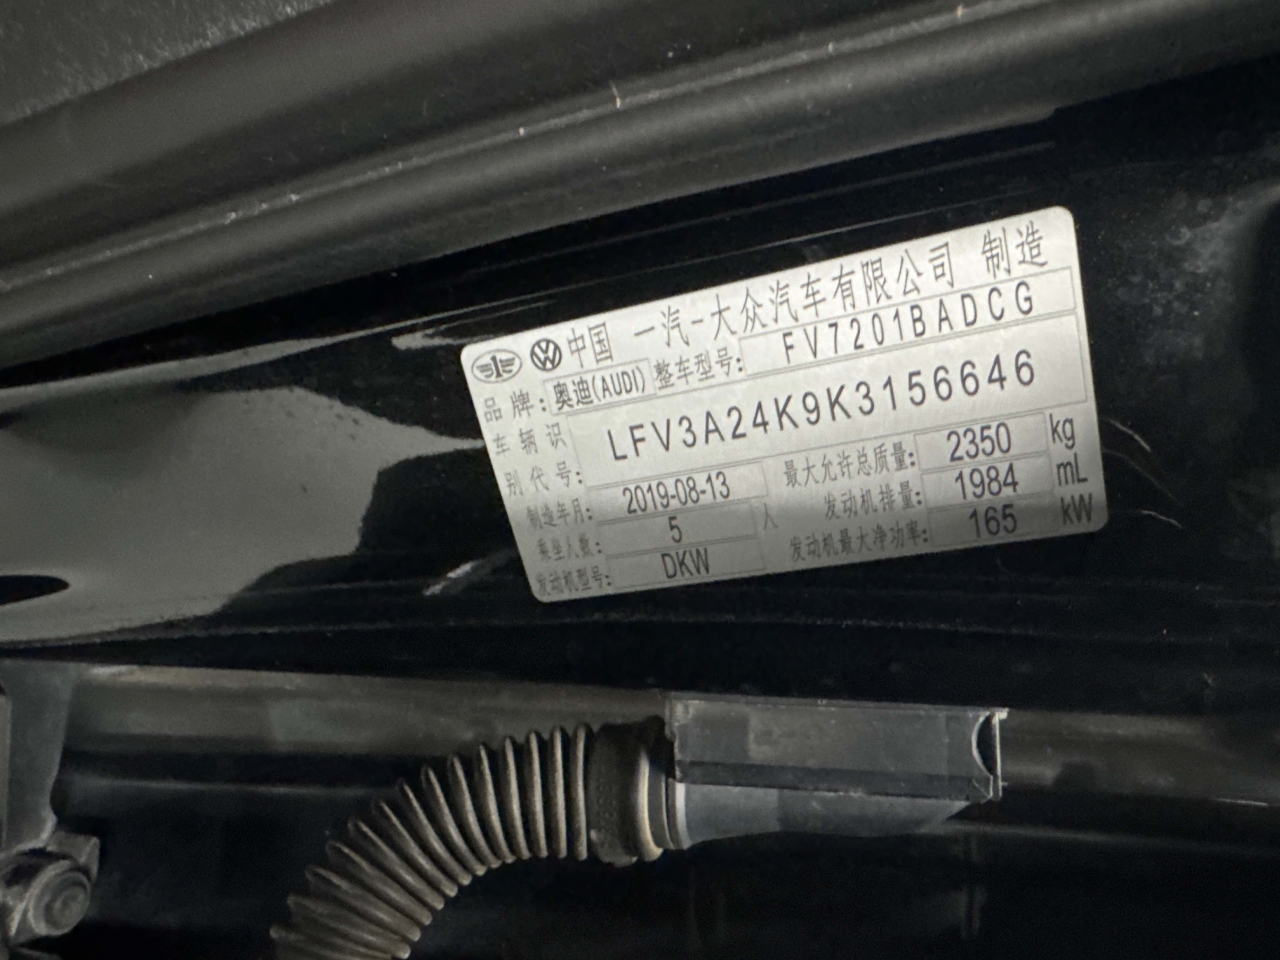 中国 一汽-大众汽车有限公司 制造
品牌: 奥迪(AUDI) 整车型号: FV7201BADCG
车辆识别代号: LFV3A24K9K3156646
制造年月: 2019-08-13 最大允许总质量: 2350 kg
乘坐人数: 5 人 发动机排量: 1984 mL
发动机型号: DKW 发动机最大净功率: 165 kW